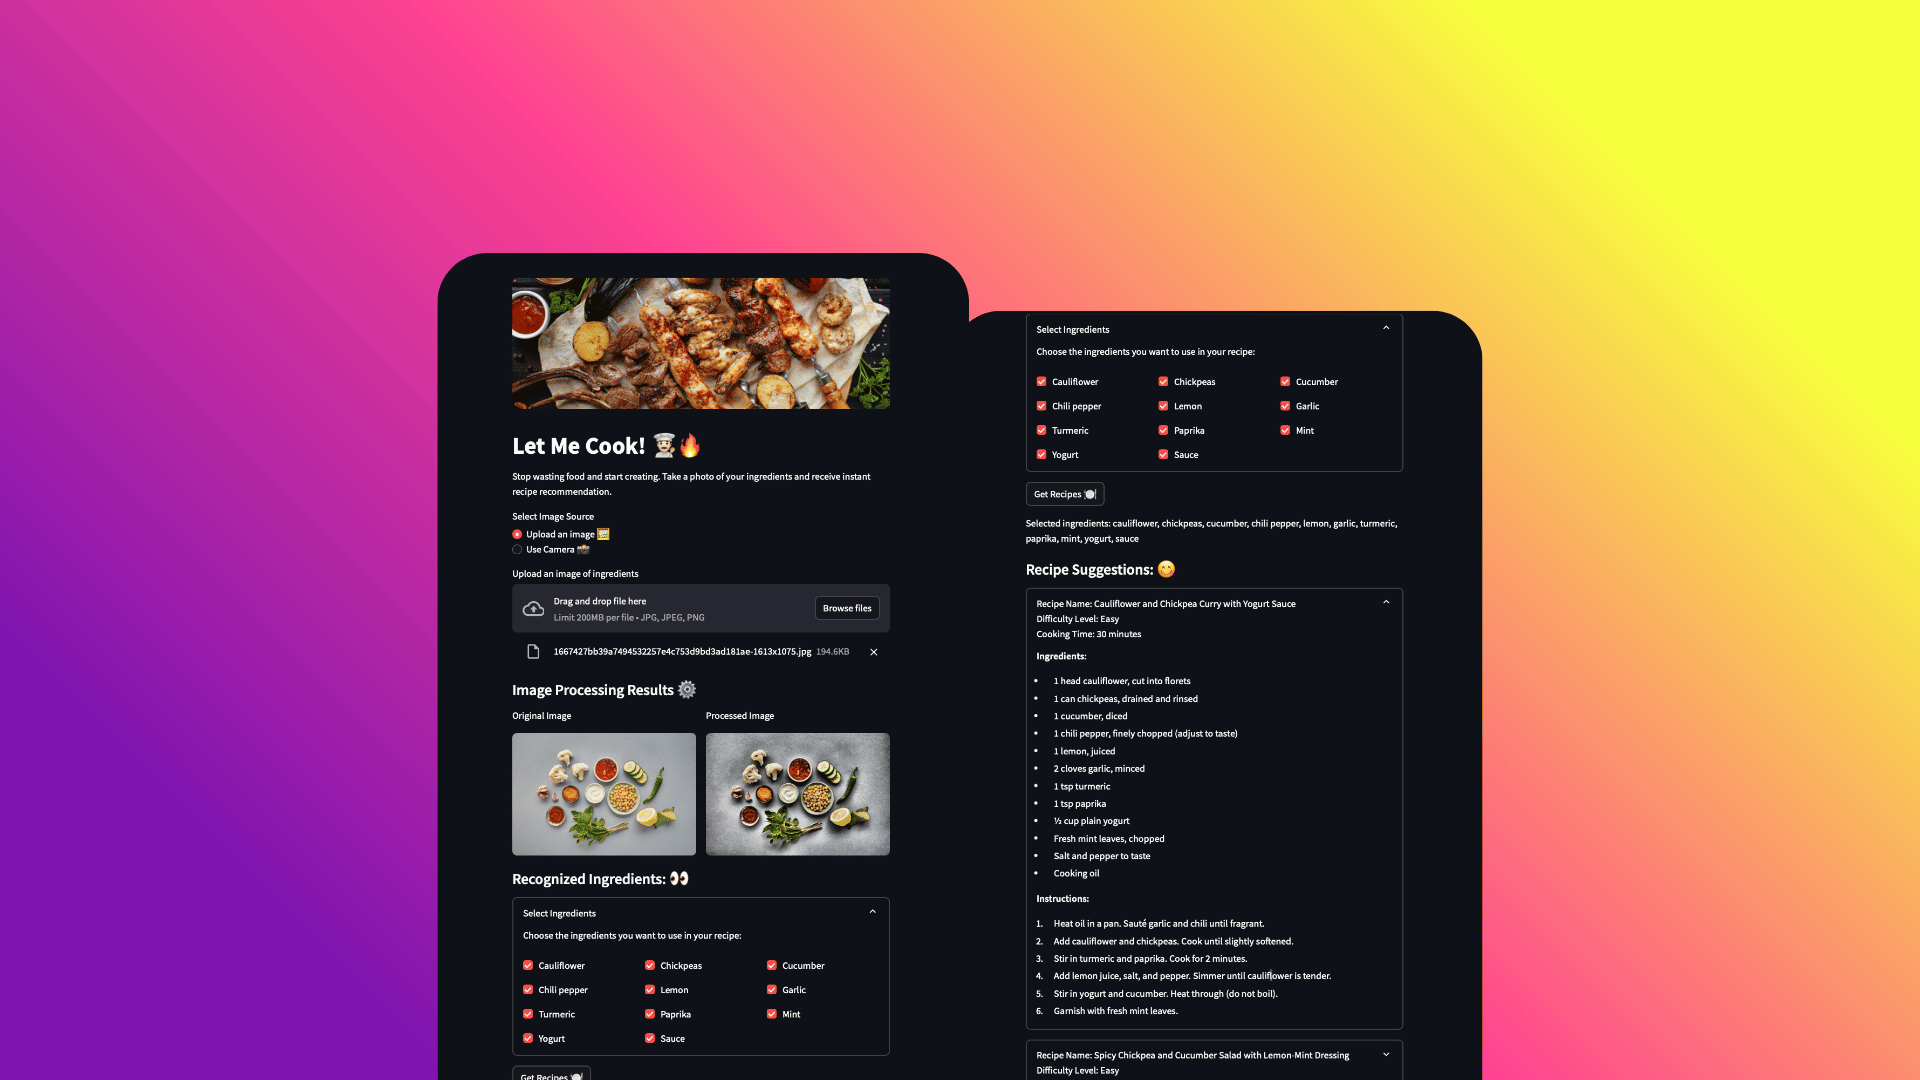 Let Me Cook! 👨🏻‍🍳🔥
Stop wasting food and start creating. Take a photo of your ingredients and receive instant
recipe recommendation.
Select Image Source
Upload an image 🖼️
Use Camera 📸
Upload an image of ingredients
Drag and drop file here
Limit 200MB per file • JPG, JPEG, PNG
Browse files
1667427bb39a7494532257e4c753d9bd3ad181ae-1613x1075.jpg 194.6KB
Image Processing Results ⚙️
Original Image
Processed Image
Recognized Ingredients: 👀
Select Ingredients
Choose the ingredients you want to use in your recipe:
Cauliflower Chickpeas Cucumber
Chili pepper Lemon Garlic
Turmeric Paprika Mint
Yogurt Sauce
Get Recipes 🍽️
Select Ingredients
Choose the ingredients you want to use in your recipe:
Cauliflower Chickpeas Cucumber
Chili pepper Lemon Garlic
Turmeric Paprika Mint
Yogurt Sauce
Get Recipes 🍽️
Selected ingredients: cauliflower, chickpeas, cucumber, chili pepper, lemon, garlic, turmeric,
paprika, mint, yogurt, sauce
Recipe Suggestions: 😋
Recipe Name: Cauliflower and Chickpea Curry with Yogurt Sauce
Difficulty Level: Easy
Cooking Time: 30 minutes
Ingredients:
• 1 head cauliflower, cut into florets
• 1 can chickpeas, drained and rinsed
• 1 cucumber, diced
• 1 chili pepper, finely chopped (adjust to taste)
• 1 lemon, juiced
• 2 cloves garlic, minced
• 1 tsp turmeric
• 1 tsp paprika
• ½ cup plain yogurt
• Fresh mint leaves, chopped
• Salt and pepper to taste
• Cooking oil
Instructions:
1. Heat oil in a pan. Sauté garlic and chili until fragrant.
2. Add cauliflower and chickpeas. Cook until slightly softened.
3. Stir in turmeric and paprika. Cook for 2 minutes.
4. Add lemon juice, salt, and pepper. Simmer until cauliflower is tender.
5. Stir in yogurt and cucumber. Heat through (do not boil).
6. Garnish with fresh mint leaves.
Recipe Name: Spicy Chickpea and Cucumber Salad with Lemon-Mint Dressing
Difficulty Level: Easy